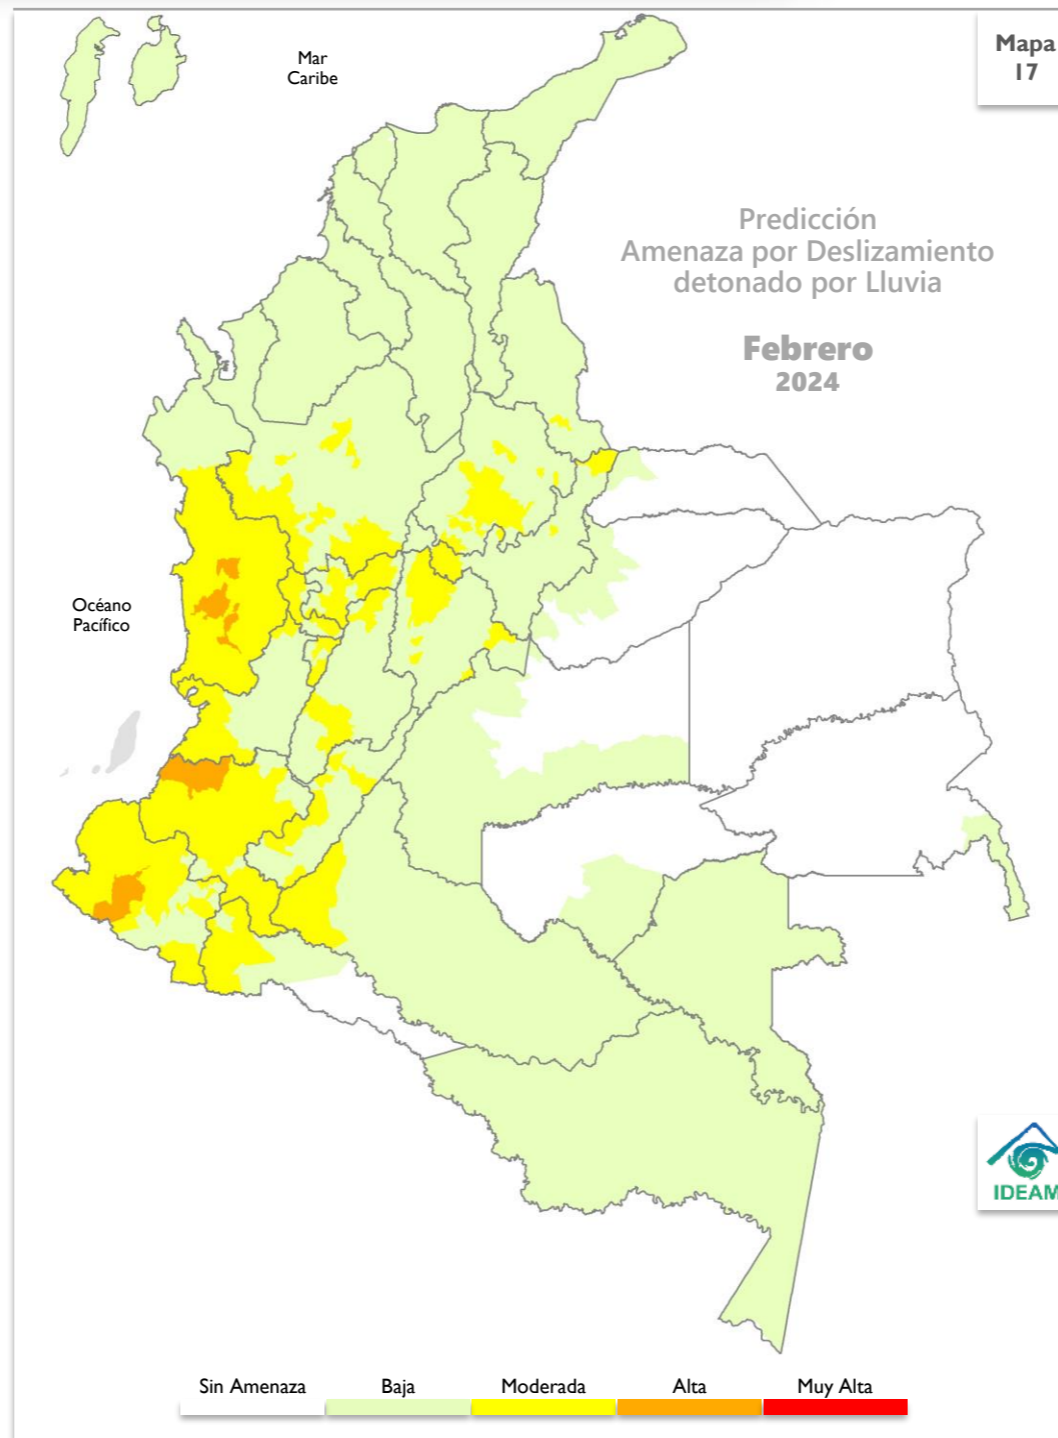 Mapa
17
Mar
Caribe
Predicción
Amenaza por Deslizamiento
detonado por Lluvia
Febrero
2024
Océano
Pacífico
IDEAM
Sin Amenaza
Baja
Moderada
Alta
Muy Alta